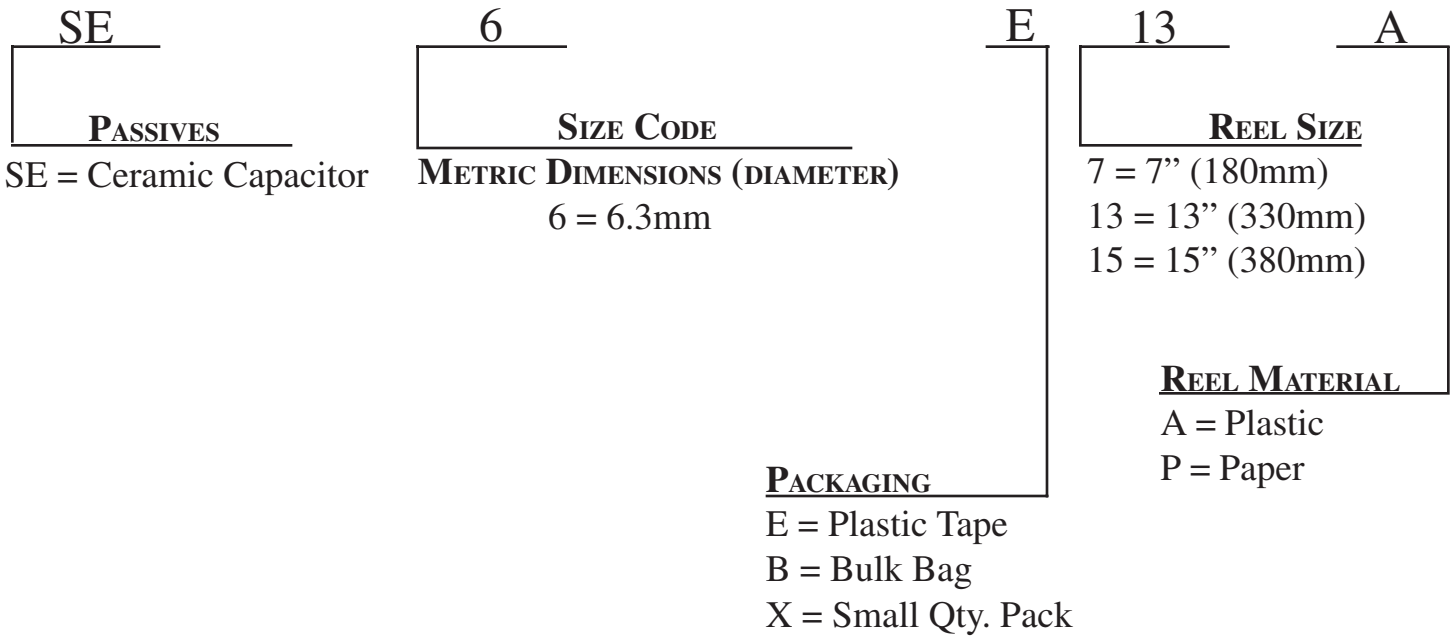 SE 6 E 13 A
PASSIVES
SE = Ceramic Capacitor
SIZE CODE
METRIC DIMENSIONS (DIAMETER)
6 = 6.3mm
REEL SIZE
7 = 7” (180mm)
13 = 13” (330mm)
15 = 15” (380mm)
REEL MATERIAL
A = Plastic
P = Paper
PACKAGING
E = Plastic Tape
B = Bulk Bag
X = Small Qty. Pack